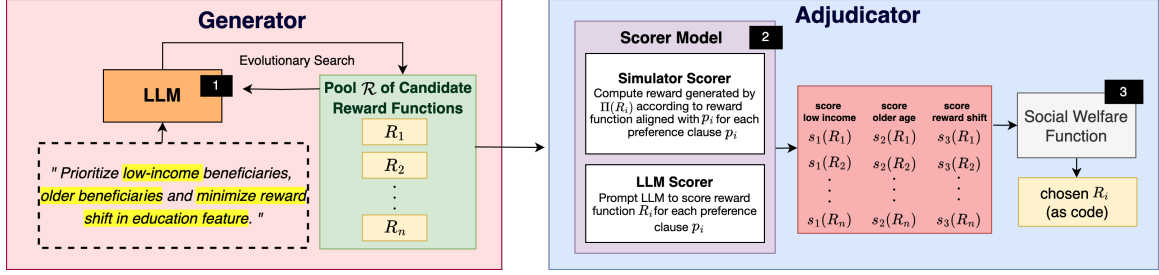 Generator
Evolutionary Search
LLM
1
Pool R of Candidate
Reward Functions
R₁
R₂
⋮
Rₙ
" Prioritize low-income beneficiaries,
older beneficiaries and minimize reward
shift in education feature. "
Adjudicator
Scorer Model
2
Simulator Scorer
Compute reward generated by
Π(Rᵢ) according to reward
function aligned with pᵢ for each
preference clause pᵢ
LLM Scorer
Prompt LLM to score reward
function Rᵢ for each preference
clause pᵢ
score low income score older age score reward shift
s₁(R₁) s₂(R₁) s₃(R₁)
s₁(R₂) s₂(R₂) s₃(R₂)
⋮ ⋮ ⋮
s₁(Rₙ) s₂(Rₙ) s₃(Rₙ)
3
Social Welfare
Function
chosen Rᵢ
(as code)